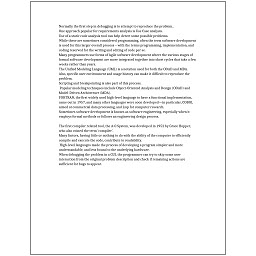 Normally the first step in debugging is to attempt to reproduce the problem.
One approach popular for requirements analysis is Use Case analysis.
Use of a static code analysis tool can help detect some possible problems.
While these are sometimes considered programming, often the term software development
is used for this larger overall process – with the terms programming, implementation, and
coding reserved for the writing and editing of code per se.
Many programmers use forms of Agile software development where the various stages of
formal software development are more integrated together into short cycles that take a few
weeks rather than years.
The Unified Modeling Language (UML) is a notation used for both the OOAD and MDA.
Also, specific user environment and usage history can make it difficult to reproduce the
problem.
Scripting and breakpointing is also part of this process.
Popular modeling techniques include Object-Oriented Analysis and Design (OOAD) and
Model-Driven Architecture (MDA).
FORTRAN, the first widely used high-level language to have a functional implementation,
came out in 1957, and many other languages were soon developed—in particular, COBOL
aimed at commercial data processing, and Lisp for computer research.
Sometimes software development is known as software engineering, especially when it
employs formal methods or follows an engineering design process.

The first compiler related tool, the A-0 System, was developed in 1952 by Grace Hopper,
who also coined the term 'compiler'.
Many factors, having little or nothing to do with the ability of the computer to efficiently
compile and execute the code, contribute to readability.
High-level languages made the process of developing a program simpler and more
understandable, and less bound to the underlying hardware.
When debugging the problem in a GUI, the programmer can try to skip some user
interaction from the original problem description and check if remaining actions are
sufficient for bugs to appear.